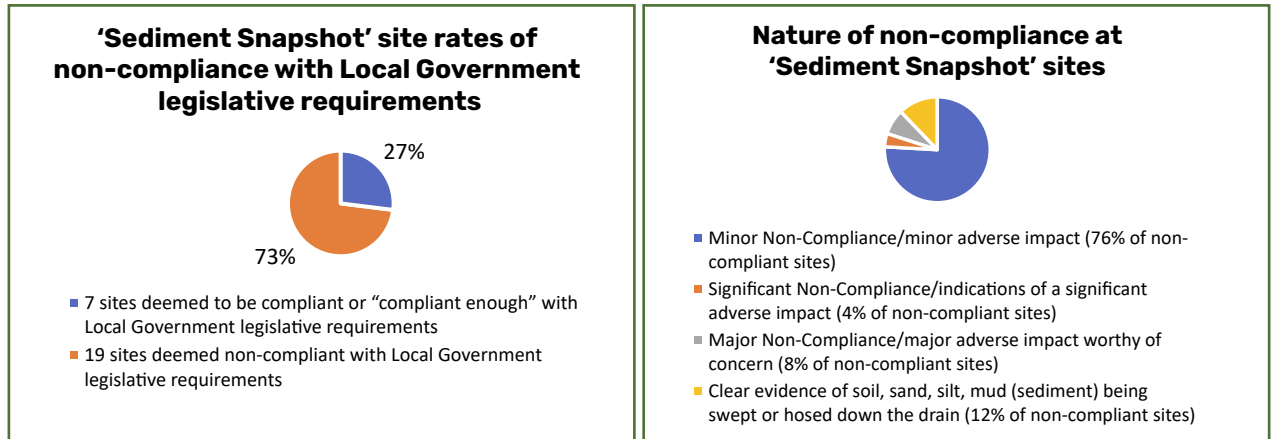 ‘Sediment Snapshot’ site rates of
non-compliance with Local Government
legislative requirements
27%
73%
7 sites deemed to be compliant or “compliant enough” with
Local Government legislative requirements
19 sites deemed non-compliant with Local Government
legislative requirements
Nature of non-compliance at
‘Sediment Snapshot’ sites
Minor Non-Compliance/minor adverse impact (76% of non-
compliant sites)
Significant Non-Compliance/indications of a significant
adverse impact (4% of non-compliant sites)
Major Non-Compliance/major adverse impact worthy of
concern (8% of non-compliant sites)
Clear evidence of soil, sand, silt, mud (sediment) being
swept or hosed down the drain (12% of non-compliant sites)